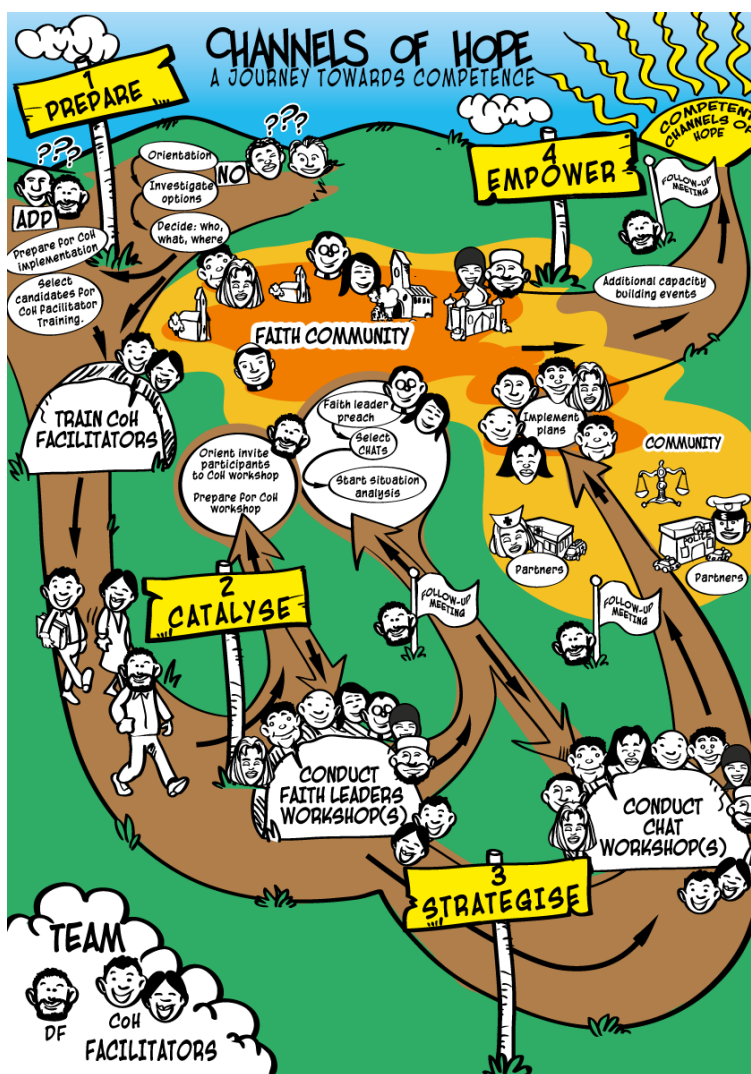 CHANNELS OF HOPE
A JOURNEY TOWARDS COMPETENCE
1
PREPARE
???
ADP
Orientation
Investigate
options
Decide: who,
what, where
NO
???
Prepare for CoH
implementation
Select
candidates for
CoH Facilitator
Training.
TRAIN CoH
FACILITATORS
4
EMPOWER
COMPETENT
CHANNELS OF
HOPE
FOLLOW-UP
MEETING
Additional capacity
building events
FAITH COMMUNITY
Faith leader
preach
Select
CHATs
Start situation
analysis
Orient invite
participants
to CoH workshop
Prepare for CoH
workshop
Implement
plans
COMMUNITY
POLICE
Partners
Partners
2
CATALYSE
FOLLOW-UP
MEETING
FOLLOW-UP
MEETING
CONDUCT
FAITH LEADERS
WORKSHOP(S)
CONDUCT
CHAT
WORKSHOP(S)
3
STRATEGISE
TEAM
DF
CoH
FACILITATORS